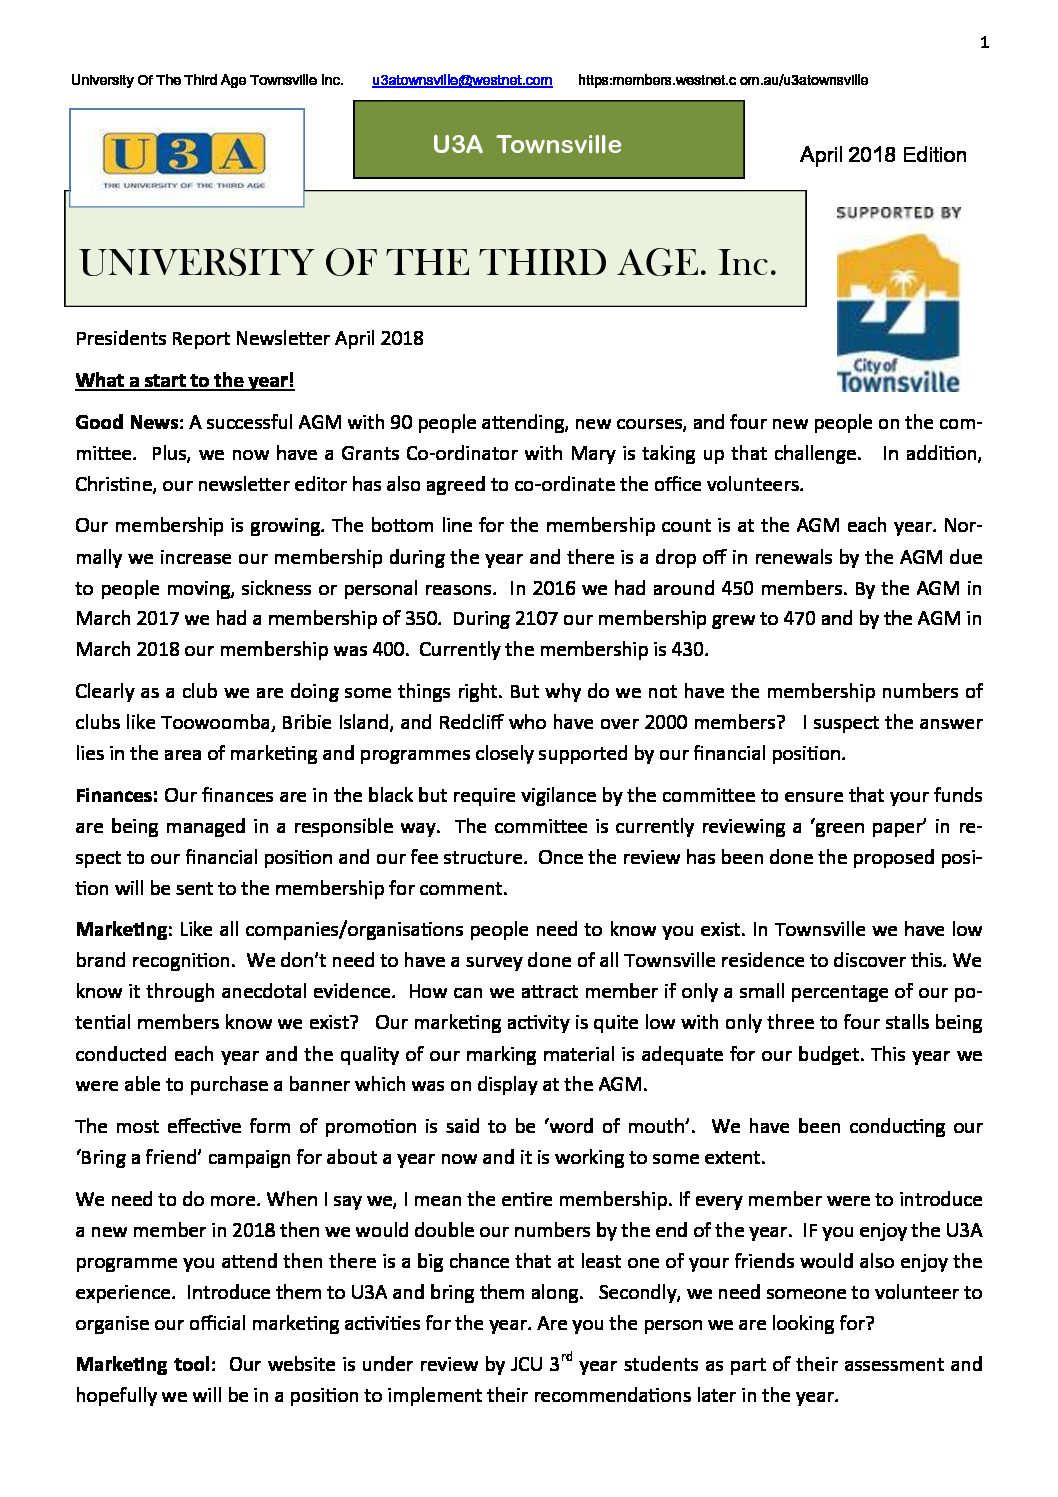 1
University Of The Third Age Townsville Inc. u3atownsville@westnet.com https:members.westnet.c om.au/u3atownsville
U3A
THE UNIVERSITY OF THE THIRD AGE
U3A Townsville
April 2018 Edition
SUPPORTED BY
UNIVERSITY OF THE THIRD AGE. Inc.
City of
Townsville
Presidents Report Newsletter April 2018
What a start to the year!
Good News: A successful AGM with 90 people attending, new courses, and four new people on the com-
mittee. Plus, we now have a Grants Co-ordinator with Mary is taking up that challenge. In addition,
Christine, our newsletter editor has also agreed to co-ordinate the office volunteers.
Our membership is growing. The bottom line for the membership count is at the AGM each year. Nor-
mally we increase our membership during the year and there is a drop off in renewals by the AGM due
to people moving, sickness or personal reasons. In 2016 we had around 450 members. By the AGM in
March 2017 we had a membership of 350. During 2107 our membership grew to 470 and by the AGM in
March 2018 our membership was 400. Currently the membership is 430.
Clearly as a club we are doing some things right. But why do we not have the membership numbers of
clubs like Toowoomba, Bribie Island, and Redcliff who have over 2000 members? I suspect the answer
lies in the area of marketing and programmes closely supported by our financial position.
Finances: Our finances are in the black but require vigilance by the committee to ensure that your funds
are being managed in a responsible way. The committee is currently reviewing a ‘green paper’ in re-
spect to our financial position and our fee structure. Once the review has been done the proposed posi-
tion will be sent to the membership for comment.
Marketing: Like all companies/organisations people need to know you exist. In Townsville we have low
brand recognition. We don’t need to have a survey done of all Townsville residence to discover this. We
know it through anecdotal evidence. How can we attract member if only a small percentage of our po-
tential members know we exist? Our marketing activity is quite low with only three to four stalls being
conducted each year and the quality of our marking material is adequate for our budget. This year we
were able to purchase a banner which was on display at the AGM.
The most effective form of promotion is said to be ‘word of mouth’. We have been conducting our
‘Bring a friend’ campaign for about a year now and it is working to some extent.
We need to do more. When I say we, I mean the entire membership. If every member were to introduce
a new member in 2018 then we would double our numbers by the end of the year. IF you enjoy the U3A
programme you attend then there is a big chance that at least one of your friends would also enjoy the
experience. Introduce them to U3A and bring them along. Secondly, we need someone to volunteer to
organise our official marketing activities for the year. Are you the person we are looking for?
Marketing tool: Our website is under review by JCU 3rd year students as part of their assessment and
hopefully we will be in a position to implement their recommendations later in the year.